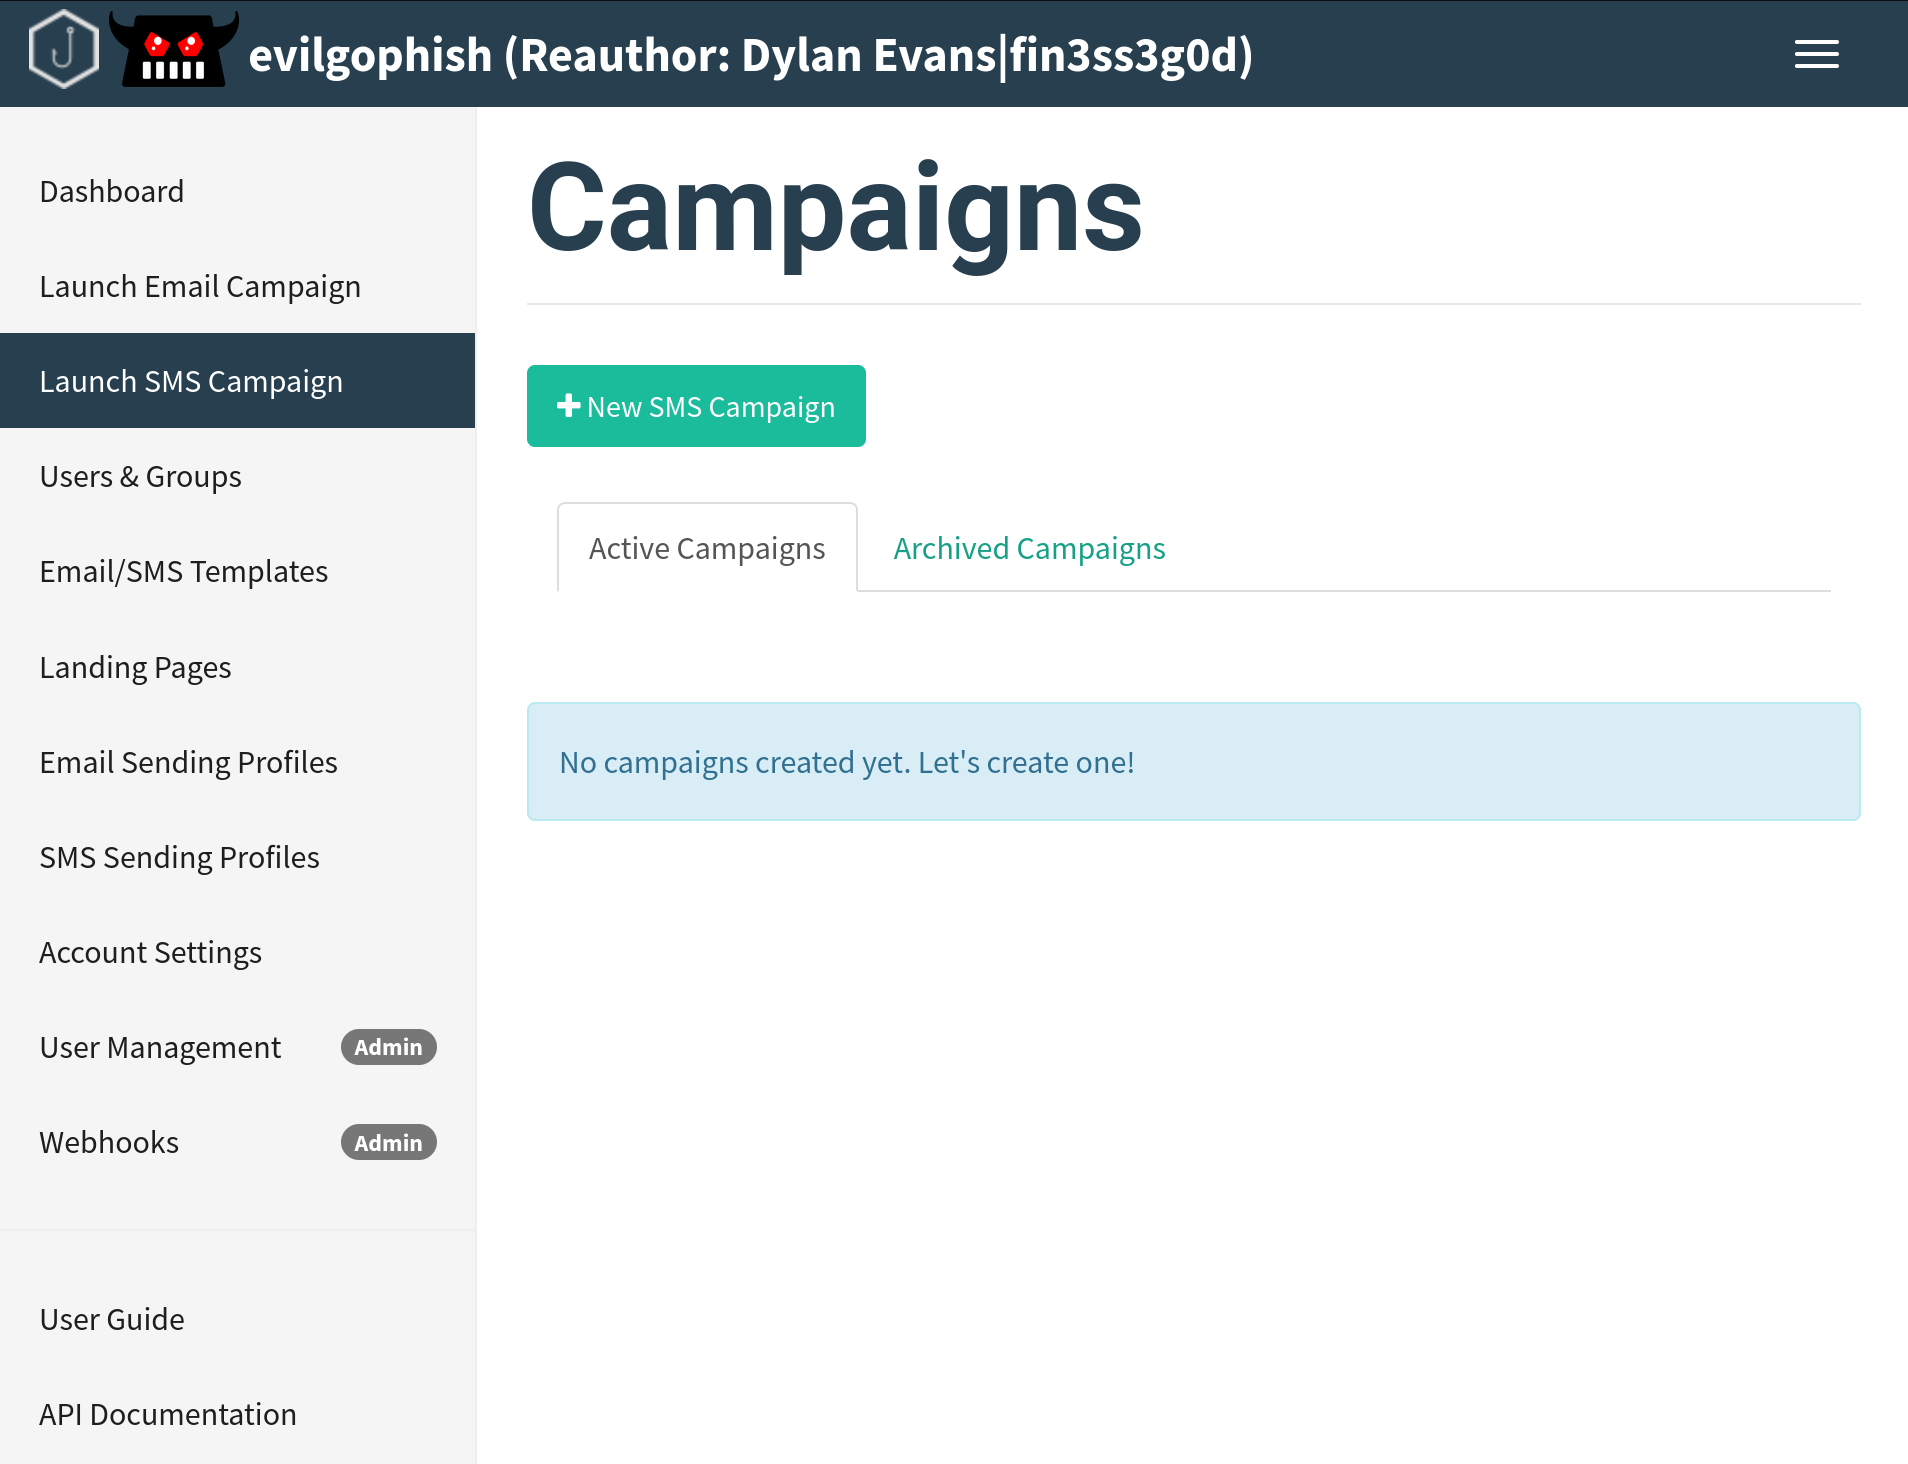 evilgophish (Reauthor: Dylan Evans|fin3ss3g0d)
Dashboard
Launch Email Campaign
Launch SMS Campaign
Users & Groups
Email/SMS Templates
Landing Pages
Email Sending Profiles
SMS Sending Profiles
Account Settings
User Management Admin
Webhooks Admin
User Guide
API Documentation
Campaigns
New SMS Campaign
Active Campaigns Archived Campaigns
No campaigns created yet. Let's create one!